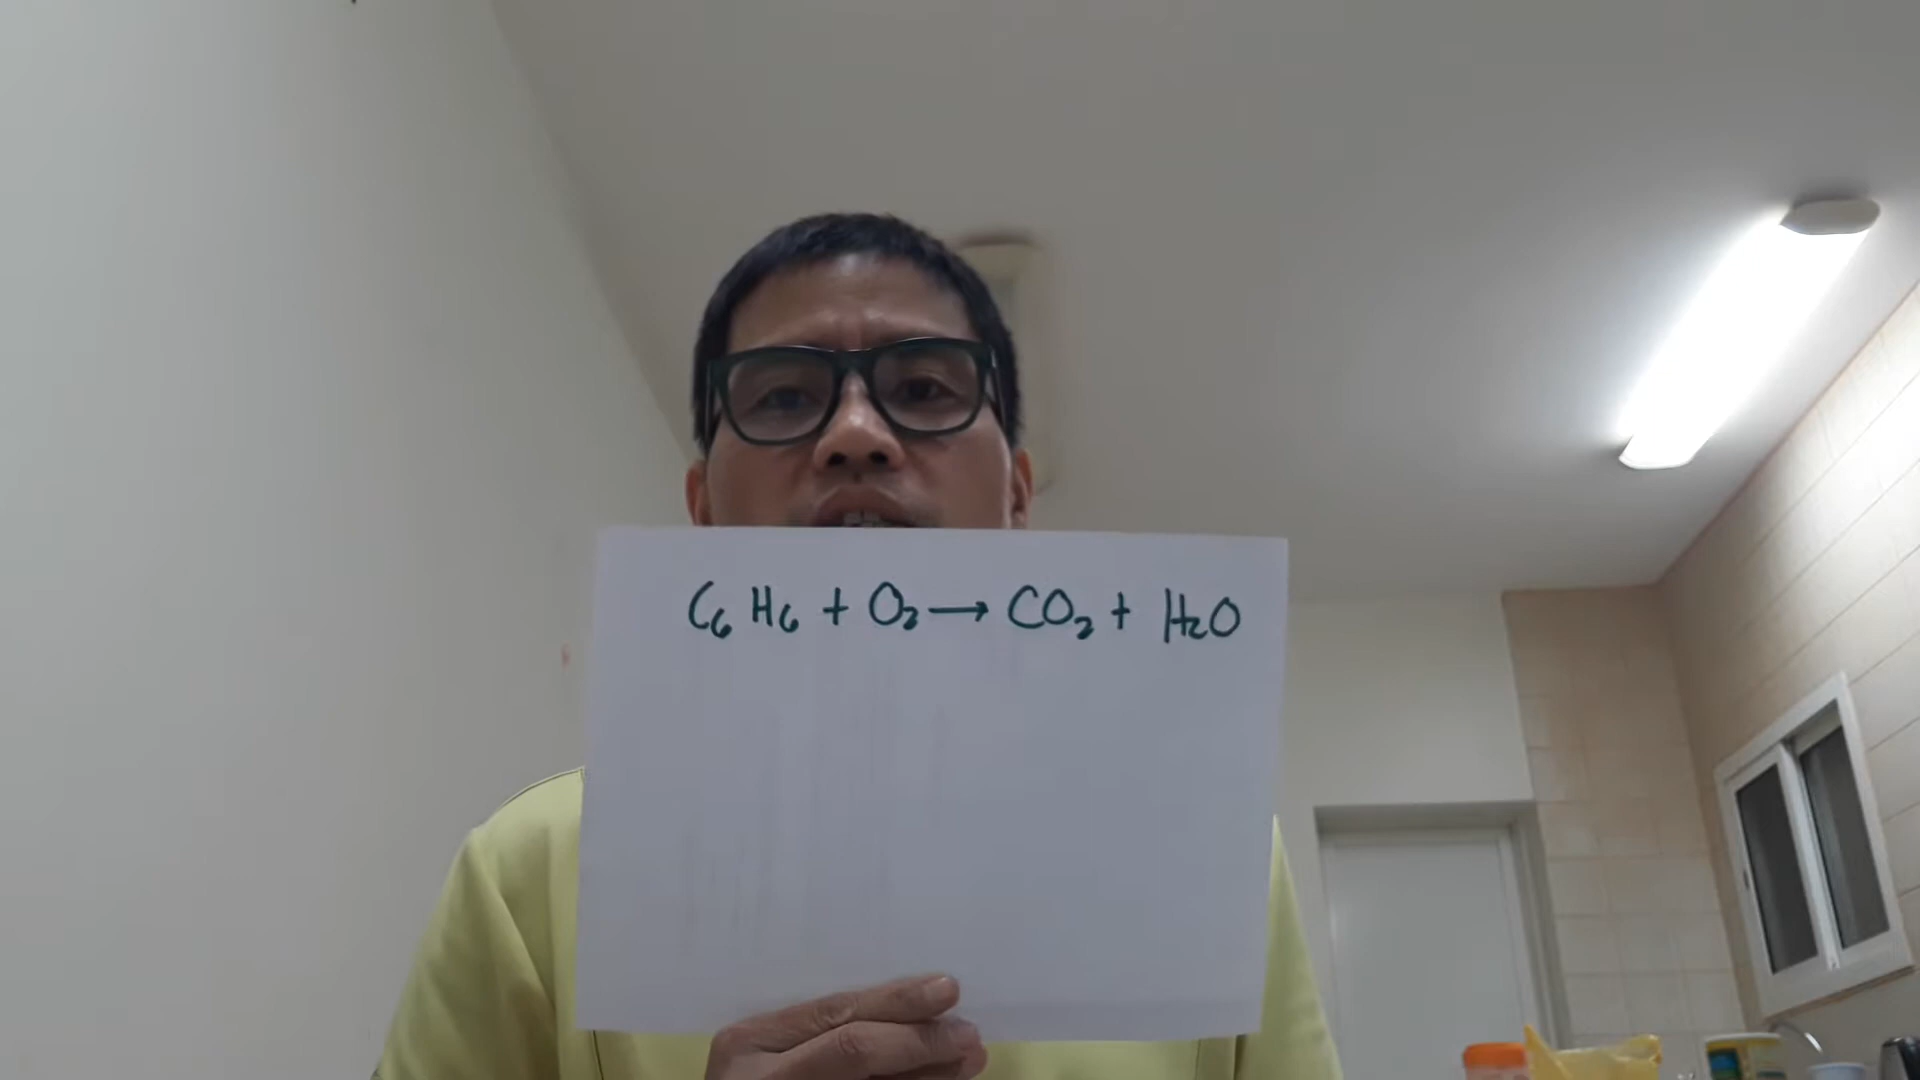 C₆H₆ + O₂ → CO₂ + H₂O